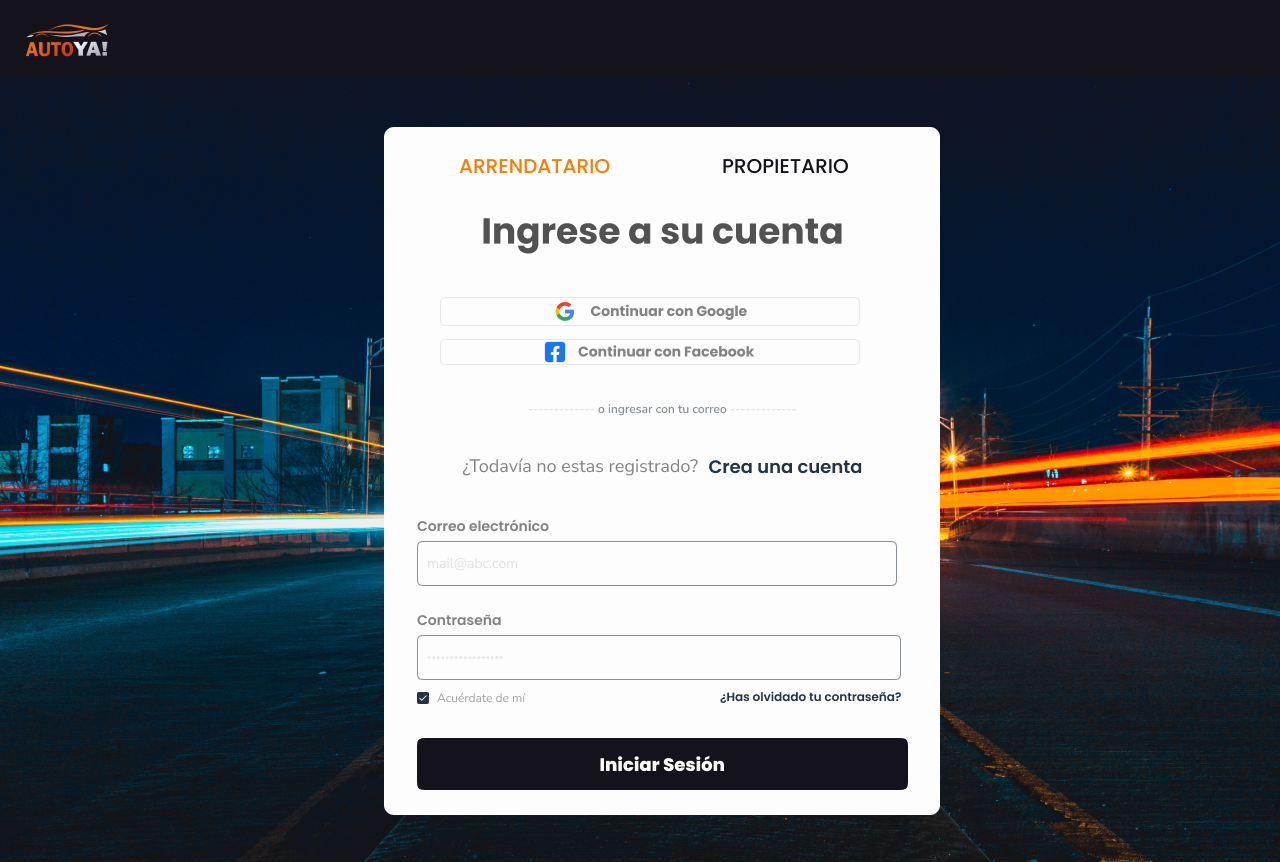 AUTOYA!
ARRENDATARIO PROPIETARIO
Ingrese a su cuenta
Continuar con Google
Continuar con Facebook
------------- o ingresar con tu correo -------------
¿Todavía no estas registrado? Crea una cuenta
Correo electrónico
mail@abc.com
Contraseña
Acuérdate de mí ¿Has olvidado tu contraseña?
Iniciar Sesión